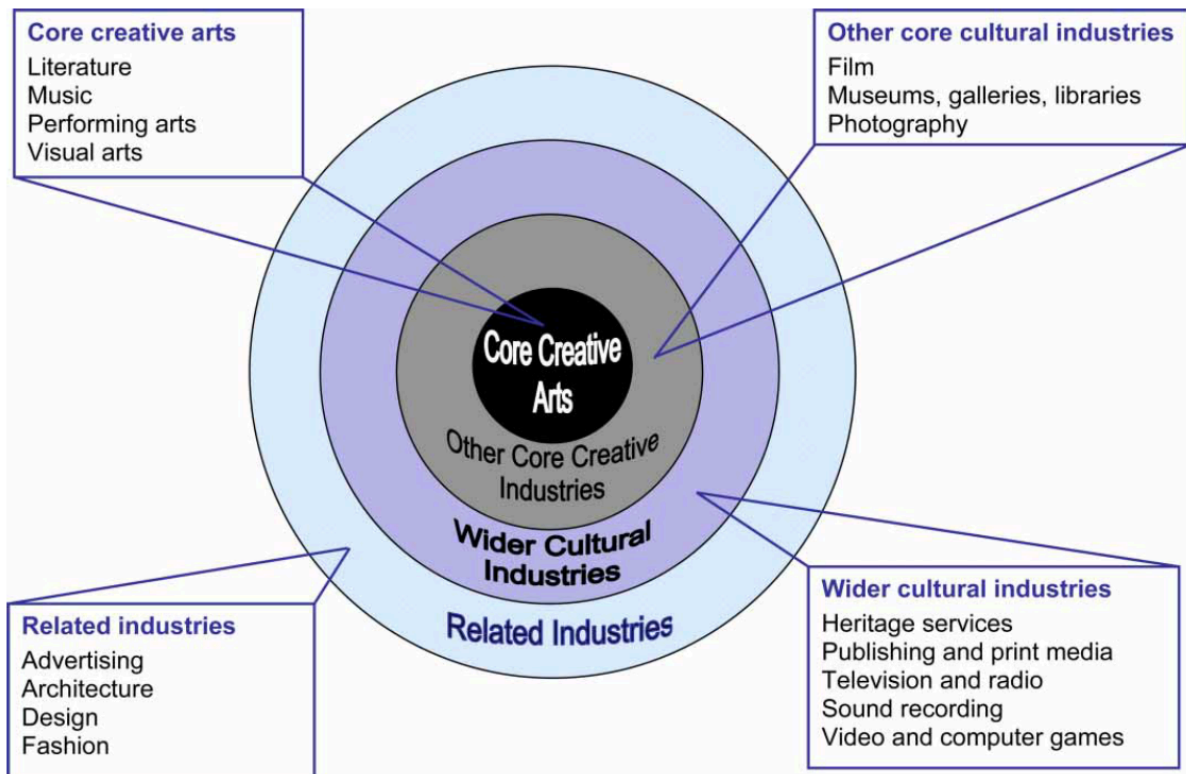 Core creative arts
Literature
Music
Performing arts
Visual arts
Other core cultural industries
Film
Museums, galleries, libraries
Photography
Core Creative
Arts
Other Core Creative
Industries
Wider Cultural
Industries
Related Industries
Related industries
Advertising
Architecture
Design
Fashion
Wider cultural industries
Heritage services
Publishing and print media
Television and radio
Sound recording
Video and computer games